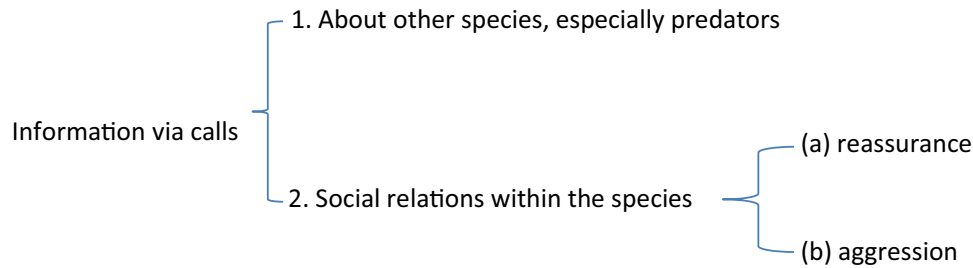 1. About other species, especially predators
Information via calls
(a) reassurance
2. Social relations within the species
(b) aggression